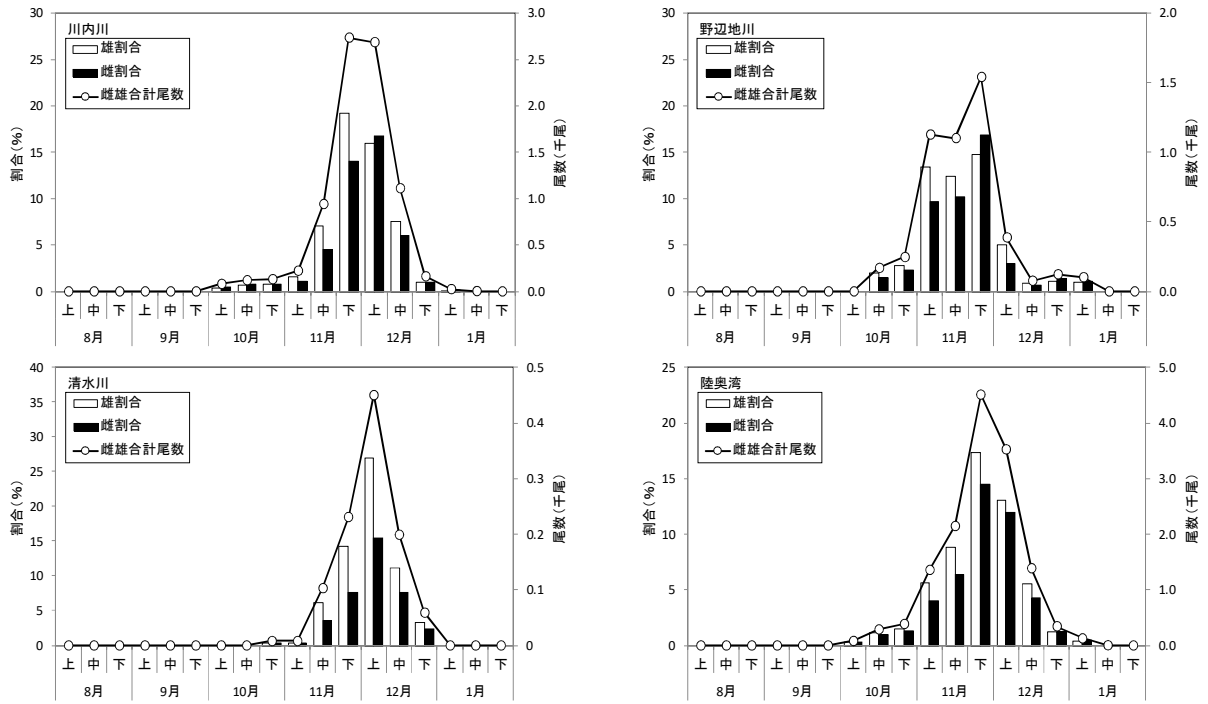 川内川
雄割合
雌割合
雌雄合計尾数
割合(%)
尾数(千尾)
30
25
20
15
10
5
0
3.0
2.5
2.0
1.5
1.0
0.5
0.0
上 中 下 上 中 下 上 中 下 上 中 下 上 中 下 上 中 下
8月 9月 10月 11月 12月 1月
野辺地川
雄割合
雌割合
雌雄合計尾数
割合(%)
尾数(千尾)
30
25
20
15
10
5
0
2.0
1.5
1.0
0.5
0.0
上 中 下 上 中 下 上 中 下 上 中 下 上 中 下 上 中 下
8月 9月 10月 11月 12月 1月
清水川
雄割合
雌割合
雌雄合計尾数
割合(%)
尾数(千尾)
40
35
30
25
20
15
10
5
0
0.5
0.4
0.3
0.2
0.1
0
上 中 下 上 中 下 上 中 下 上 中 下 上 中 下 上 中 下
8月 9月 10月 11月 12月 1月
陸奥湾
雄割合
雌割合
雌雄合計尾数
割合(%)
尾数(千尾)
25
20
15
10
5
0
5.0
4.0
3.0
2.0
1.0
0.0
上 中 下 上 中 下 上 中 下 上 中 下 上 中 下 上 中 下
8月 9月 10月 11月 12月 1月